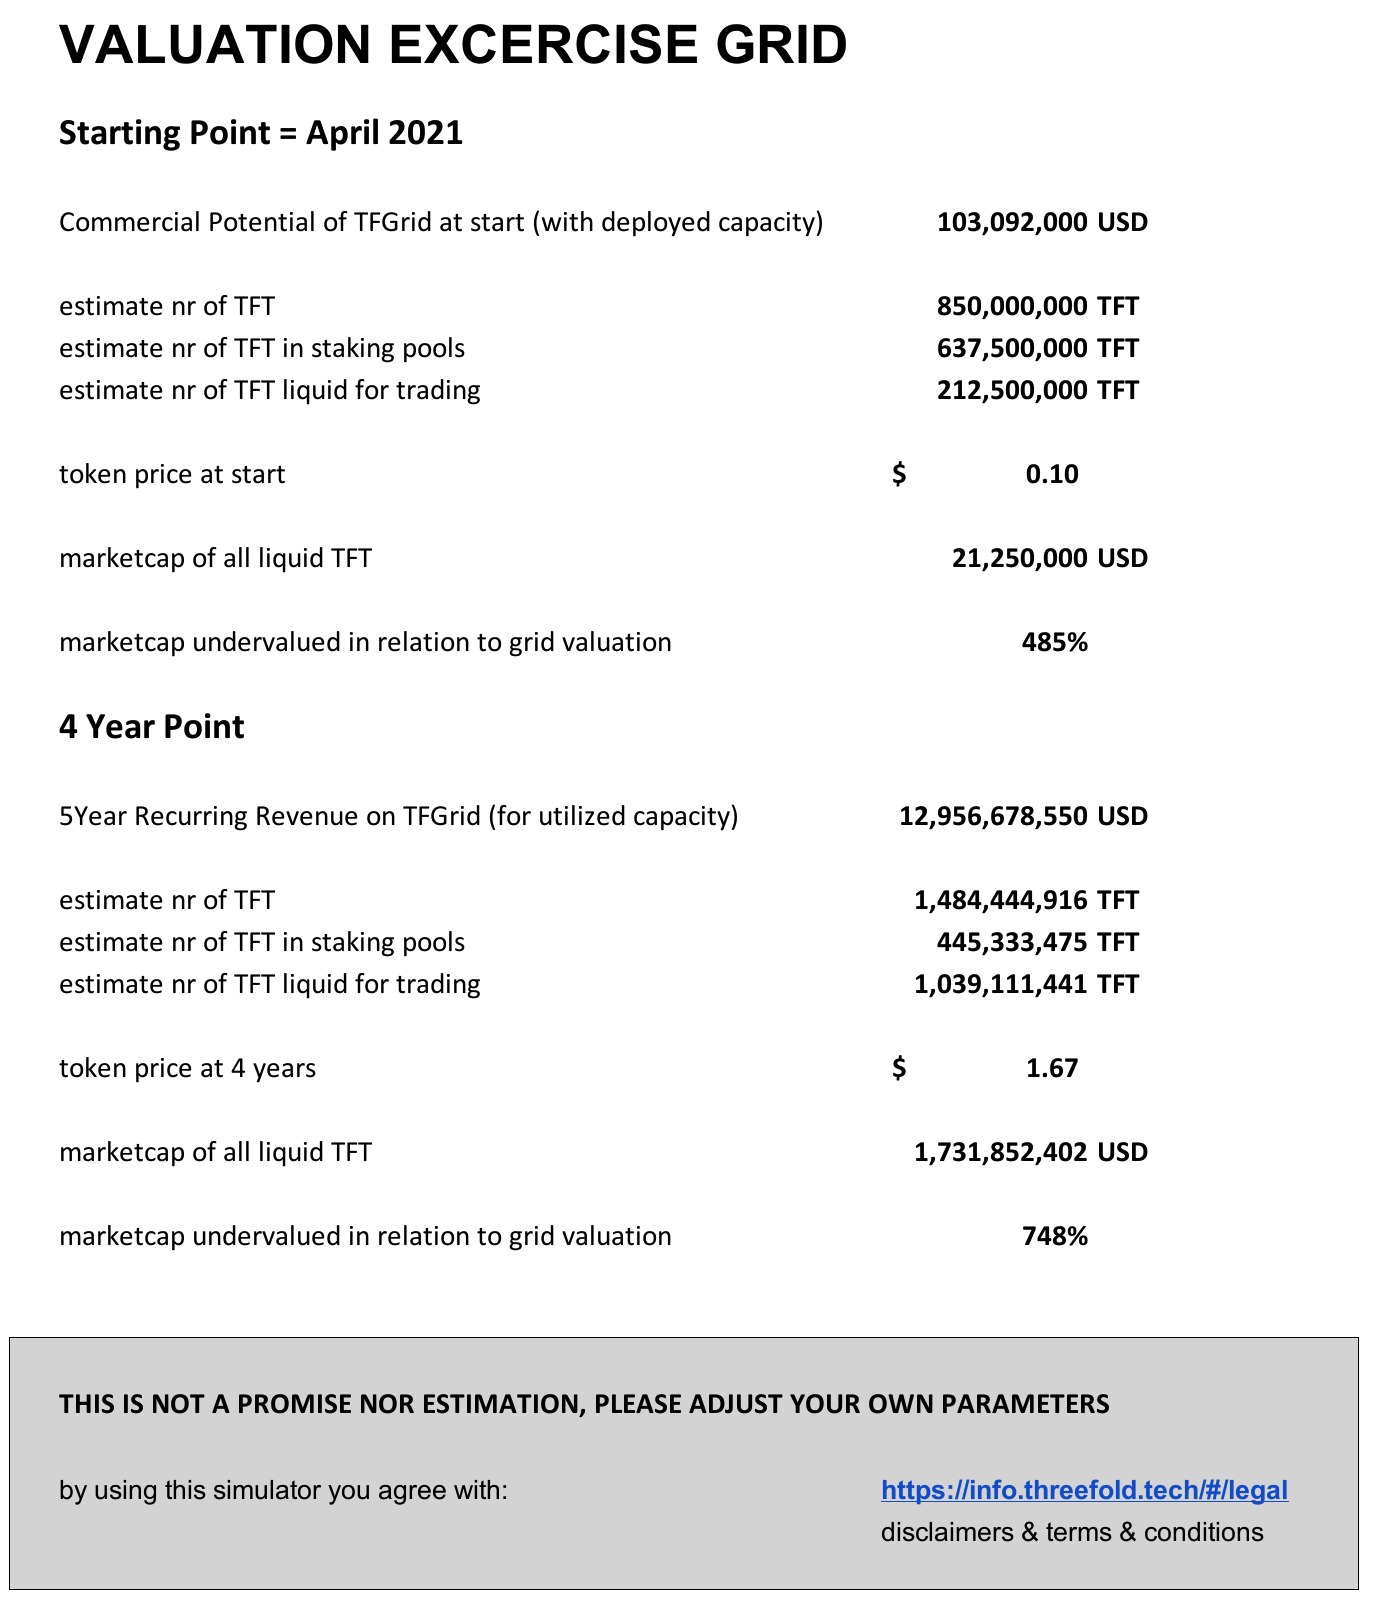 VALUATION EXCERCISE GRID
Starting Point = April 2021
Commercial Potential of TFGrid at start (with deployed capacity) 103,092,000 USD
estimate nr of TFT 850,000,000 TFT
estimate nr of TFT in staking pools 637,500,000 TFT
estimate nr of TFT liquid for trading 212,500,000 TFT
token price at start $ 0.10
marketcap of all liquid TFT 21,250,000 USD
marketcap undervalued in relation to grid valuation 485%
4 Year Point
5Year Recurring Revenue on TFGrid (for utilized capacity) 12,956,678,550 USD
estimate nr of TFT 1,484,444,916 TFT
estimate nr of TFT in staking pools 445,333,475 TFT
estimate nr of TFT liquid for trading 1,039,111,441 TFT
token price at 4 years $ 1.67
marketcap of all liquid TFT 1,731,852,402 USD
marketcap undervalued in relation to grid valuation 748%
THIS IS NOT A PROMISE NOR ESTIMATION, PLEASE ADJUST YOUR OWN PARAMETERS
by using this simulator you agree with: https://info.threefold.tech/#/legal
disclaimers & terms & conditions